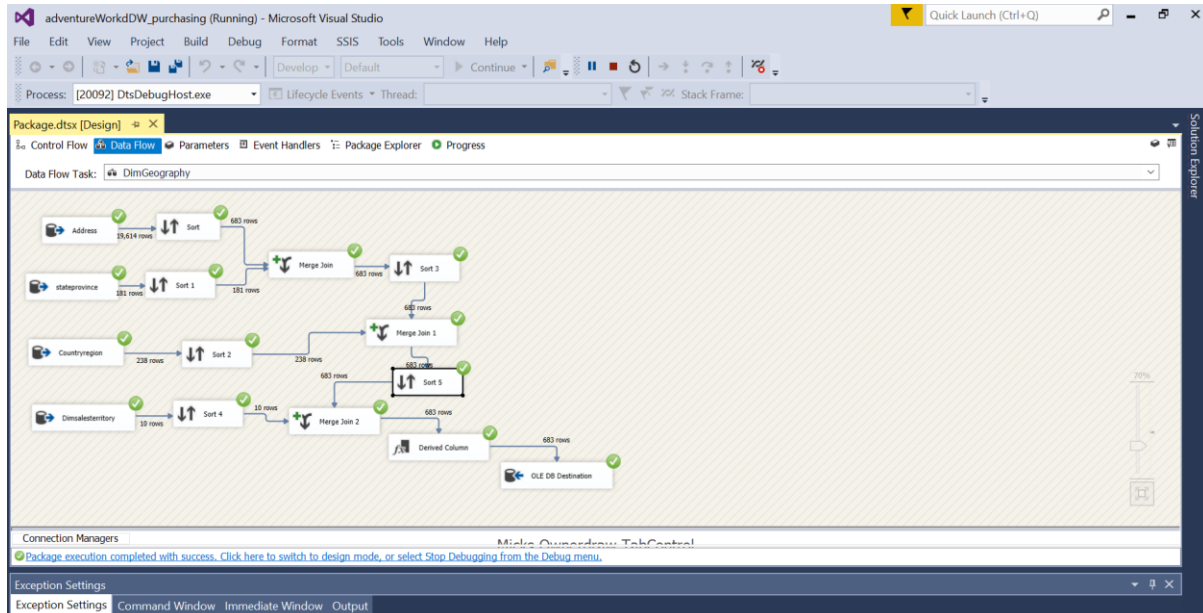 adventureWorkdDW_purchasing (Running) - Microsoft Visual Studio
Quick Launch (Ctrl+Q)
File Edit View Project Build Debug Format SSIS Tools Window Help
Develop Default Continue
Process: [20092] DtsDebugHost.exe Lifecycle Events Thread: Stack Frame:
Package.dtsx [Design]
Solution Explorer
Control Flow Data Flow Parameters Event Handlers Package Explorer Progress
Data Flow Task: DimGeography
Address
19,614 rows
Sort
683 rows
stateprovince
181 rows
Sort 1
181 rows
Merge Join
683 rows
Sort 3
683 rows
Countryregion
238 rows
Sort 2
238 rows
Merge Join 1
683 rows
Sort 5
683 rows
Dimsalesterritory
10 rows
Sort 4
10 rows
Merge Join 2
683 rows
Derived Column
683 rows
OLE DB Destination
70%
Connection Managers
Micks Ownerdraw TabControl
Package execution completed with success. Click here to switch to design mode, or select Stop Debugging from the Debug menu.
Exception Settings
Exception Settings Command Window Immediate Window Output